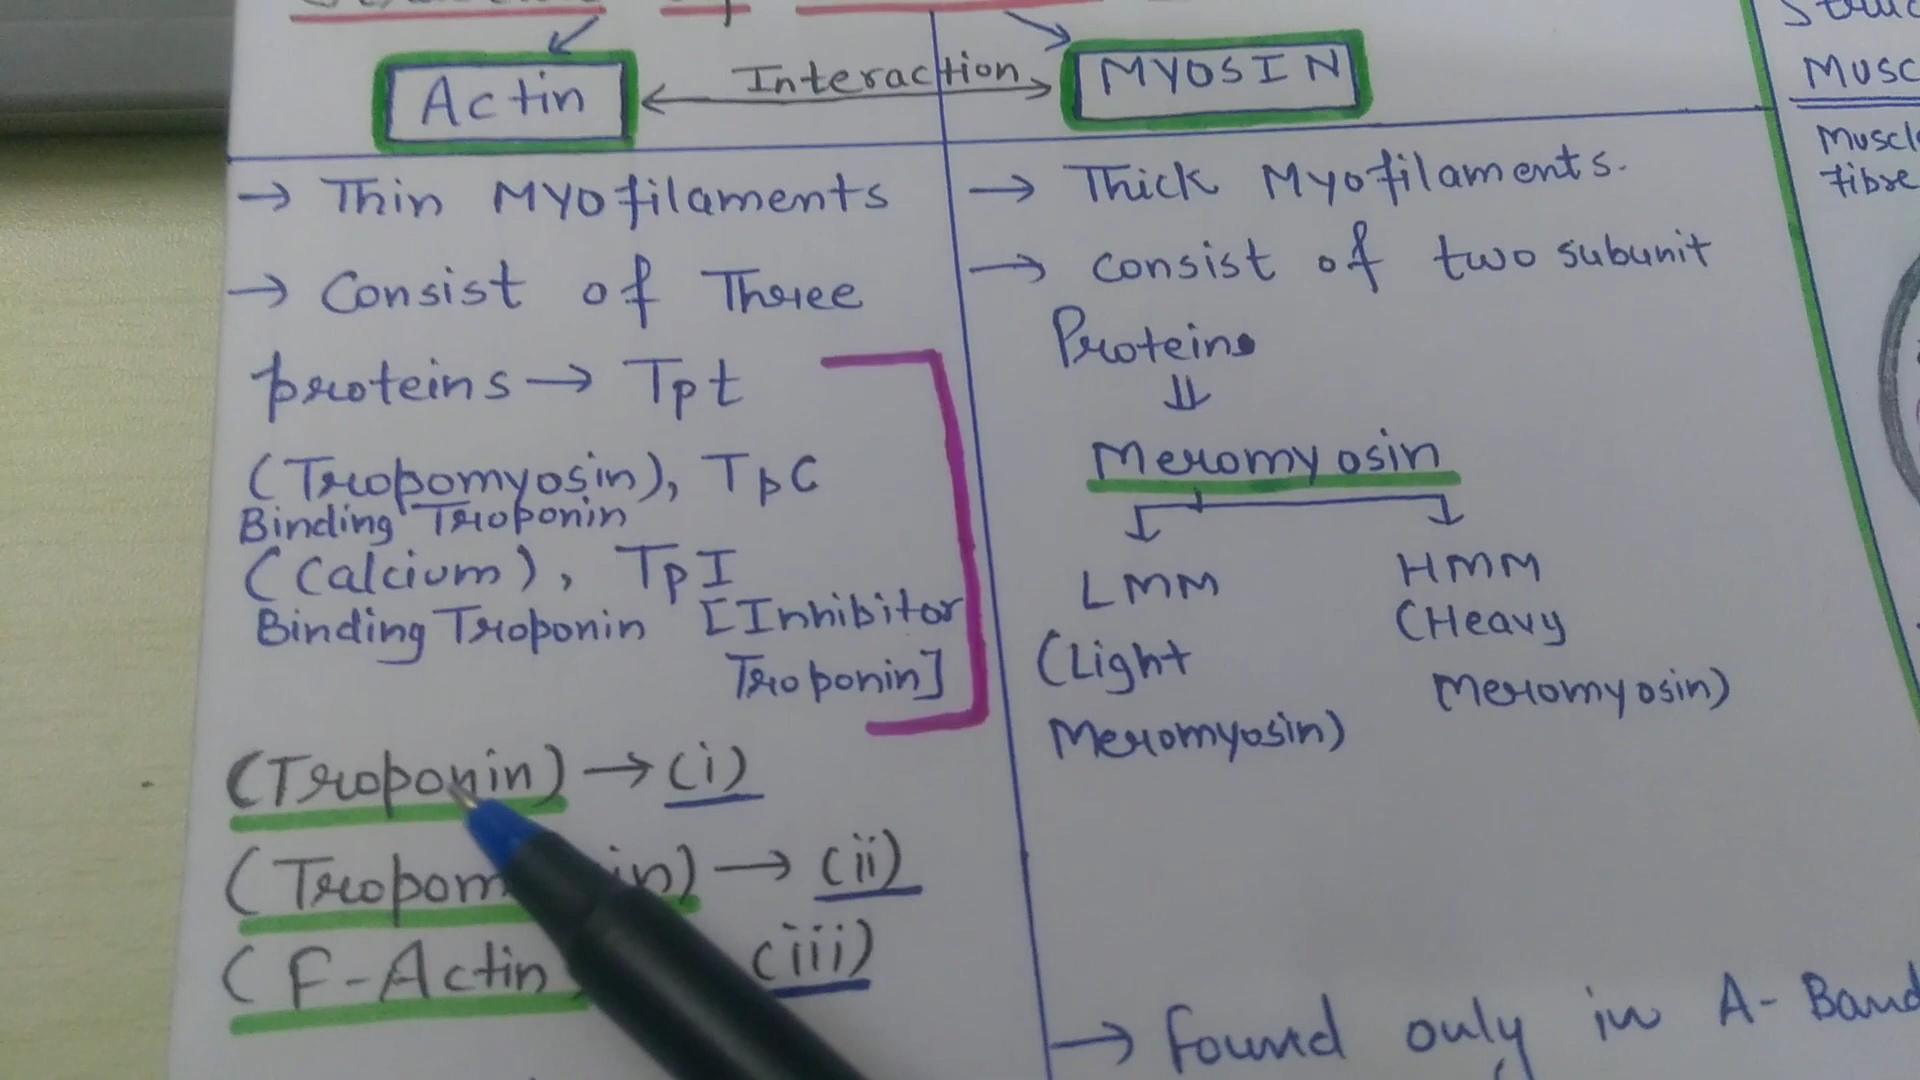 Actin
Interaction
MYOSIN
→ Thin Myofilaments
→ Consist of Three
proteins → Tpt
(Tropomyosin), TpC
Binding Troponin
(Calcium), TpI
Binding Troponin [Inhibitor
Troponin]
(Troponin) → (i)
→ (ii)
(F-Actin
(iii)
→ Thick Myofilaments.
→ consist of two subunit
Proteins
⇓
Meromyosin
LMM
(Light
Meromyosin)
HMM
(Heavy
Meromyosin)
→ Found only in A-Band
Muscl
fibre